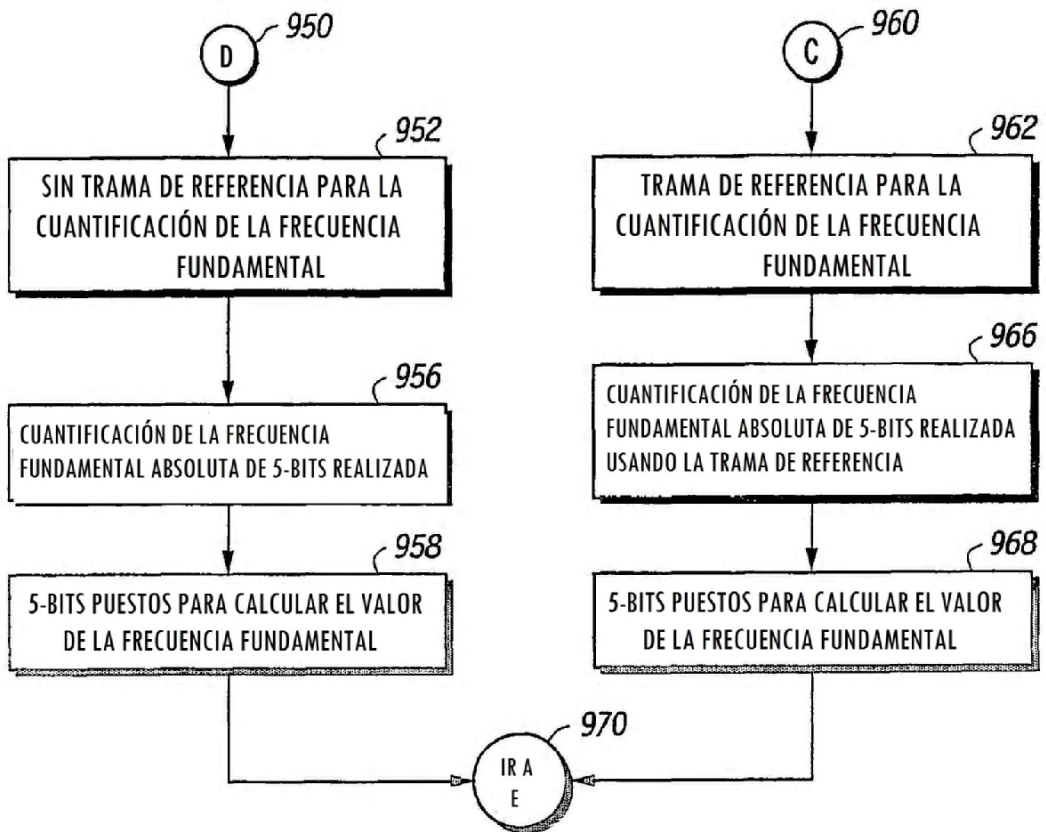 950
D
952
SIN TRAMA DE REFERENCIA PARA LA
CUANTIFICACIÓN DE LA FRECUENCIA
FUNDAMENTAL
956
CUANTIFICACIÓN DE LA FRECUENCIA
FUNDAMENTAL ABSOLUTA DE 5-BITS REALIZADA
958
5-BITS PUESTOS PARA CALCULAR EL VALOR
DE LA FRECUENCIA FUNDAMENTAL
960
C
962
TRAMA DE REFERENCIA PARA LA
CUANTIFICACIÓN DE LA FRECUENCIA
FUNDAMENTAL
966
CUANTIFICACIÓN DE LA FRECUENCIA
FUNDAMENTAL ABSOLUTA DE 5-BITS REALIZADA
USANDO LA TRAMA DE REFERENCIA
968
5-BITS PUESTOS PARA CALCULAR EL VALOR
DE LA FRECUENCIA FUNDAMENTAL
970
IR A
E